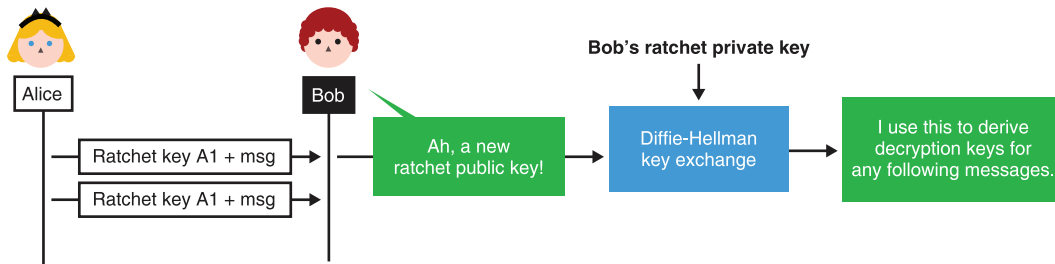 Alice
Bob
Ratchet key A1 + msg
Ratchet key A1 + msg
Ah, a new
ratchet public key!
Bob’s ratchet private key
Diffie-Hellman
key exchange
I use this to derive
decryption keys for
any following messages.